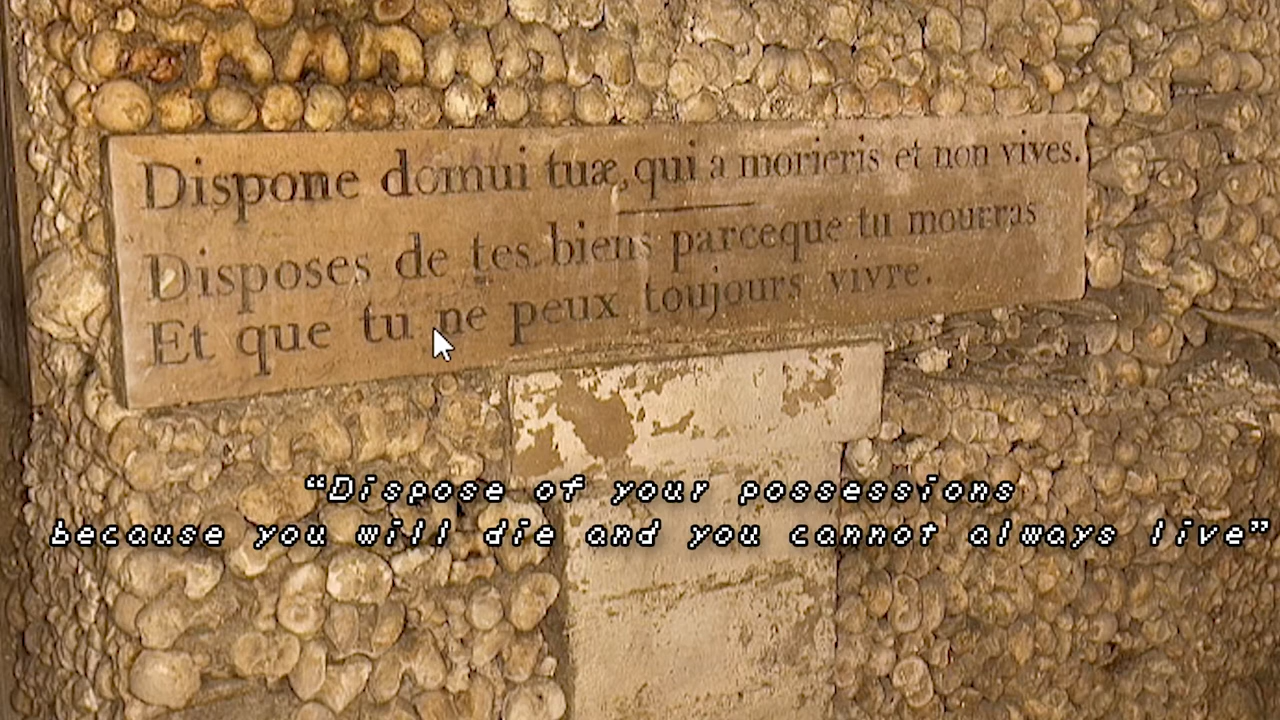 Dispone domui tuæ, qui a morieris et non vives.
Disposes de tes biens parceque tu mourras
Et que tu ne peux toujours vivre.
“Dispose of your possessions
because you will die and you cannot always live”